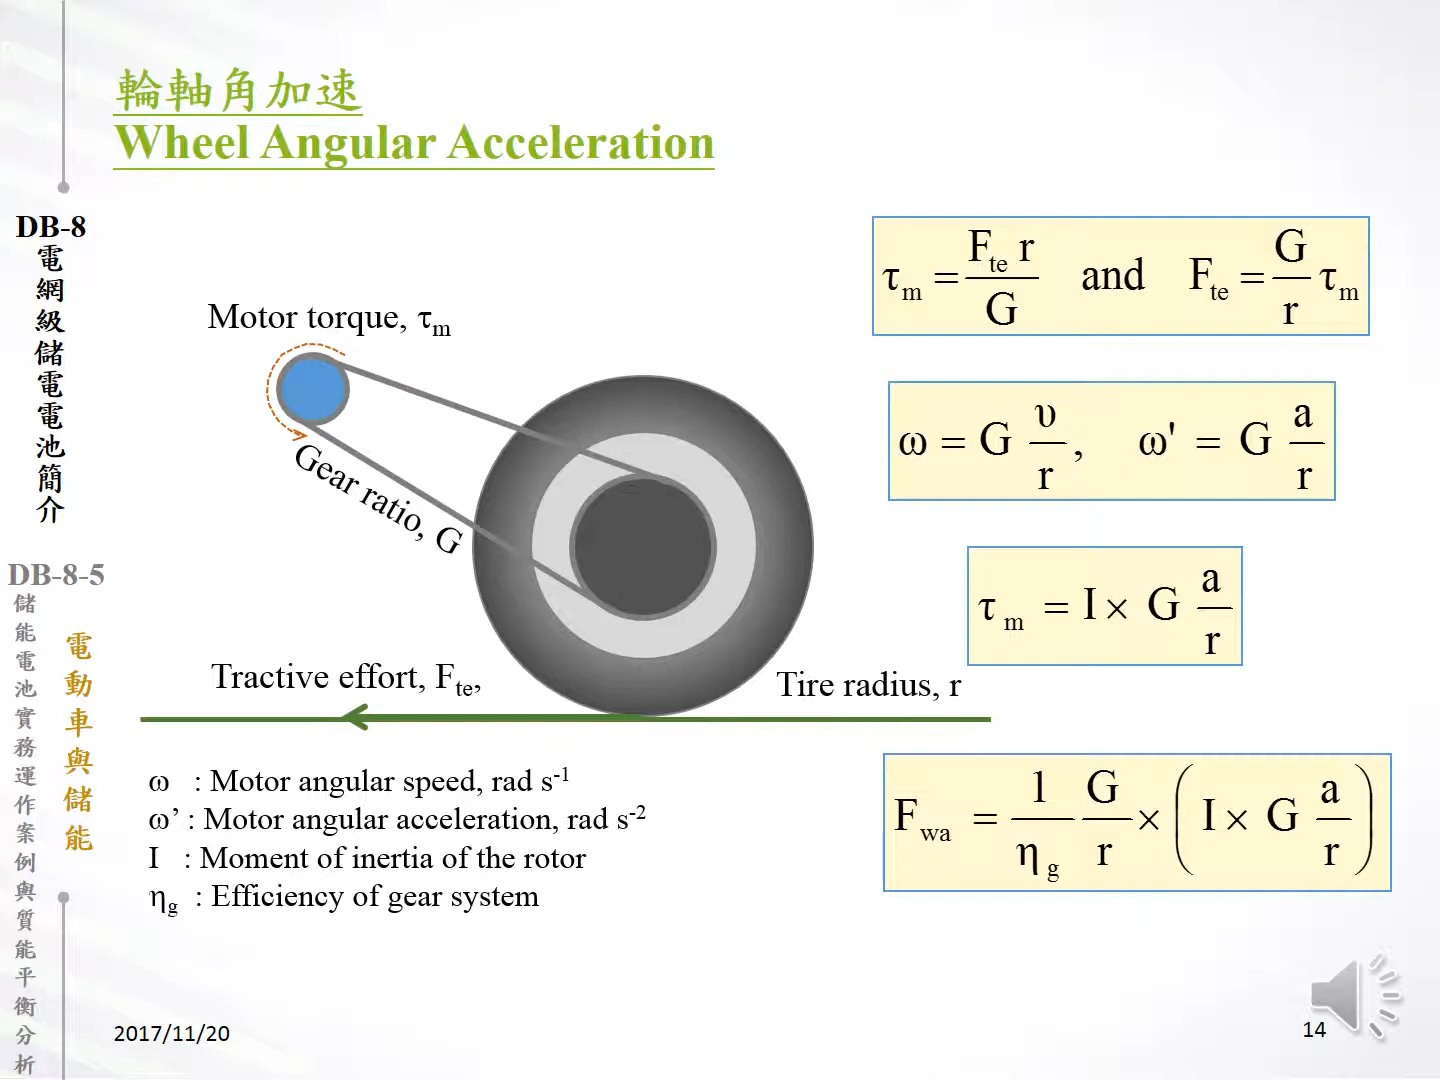 輪軸角加速
Wheel Angular Acceleration
DB-8
電網級儲電電池簡介
DB-8-5
儲能電池實務運作案例與質能平衡分析
電動車與儲能
Motor torque, τm
Gear ratio, G
Tractive effort, Fte,
Tire radius, r
τm = Fte r / G and Fte = G / r τm
ω = G υ / r , ω' = G a / r
τ m = I × G a / r
F wa = 1 / ηg G / r × ( I × G a / r )
ω : Motor angular speed, rad s-1
ω’ : Motor angular acceleration, rad s-2
I : Moment of inertia of the rotor
ηg : Efficiency of gear system
2017/11/20
14